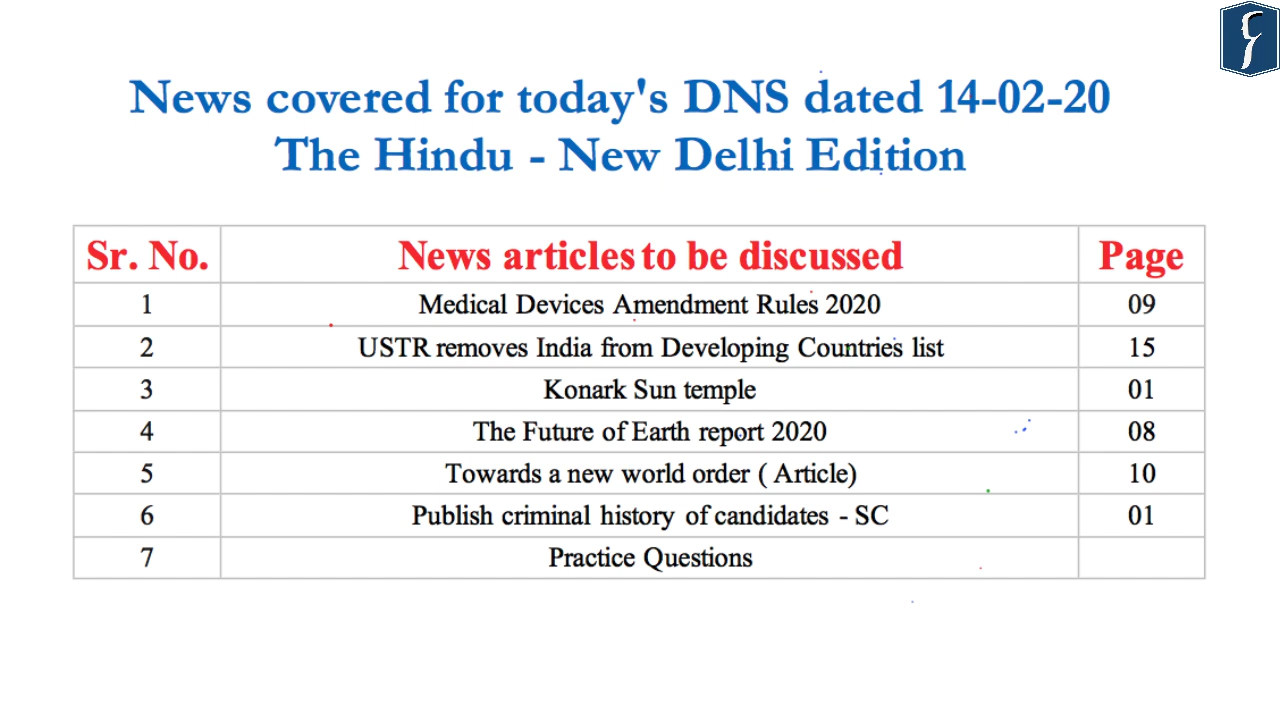 News covered for today's DNS dated 14-02-20
The Hindu - New Delhi Edition
Sr. No. News articles to be discussed Page
1 Medical Devices Amendment Rules 2020 09
2 USTR removes India from Developing Countries list 15
3 Konark Sun temple 01
4 The Future of Earth report 2020 08
5 Towards a new world order ( Article) 10
6 Publish criminal history of candidates - SC 01
7 Practice Questions